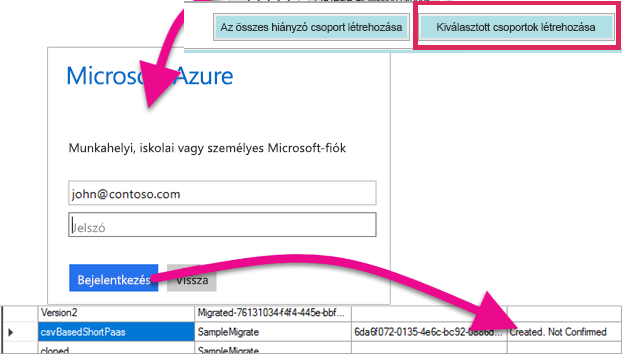 Az összes hiányzó csoport létrehozása
Kiválasztott csoportok létrehozása
Microsoft Azure
Munkahelyi, iskolai vagy személyes Microsoft-fiók
john@contoso.com
Jelszó
Bejelentkezés
Vissza
Version2
Migrated-76131034-f4f4-445e-bbf...
csvBasedShortPaas
SampleMigrate
6da6f072-0135-4e6c-bc92-0886d...
Created. Not Confirmed
cloned
SampleMigrate